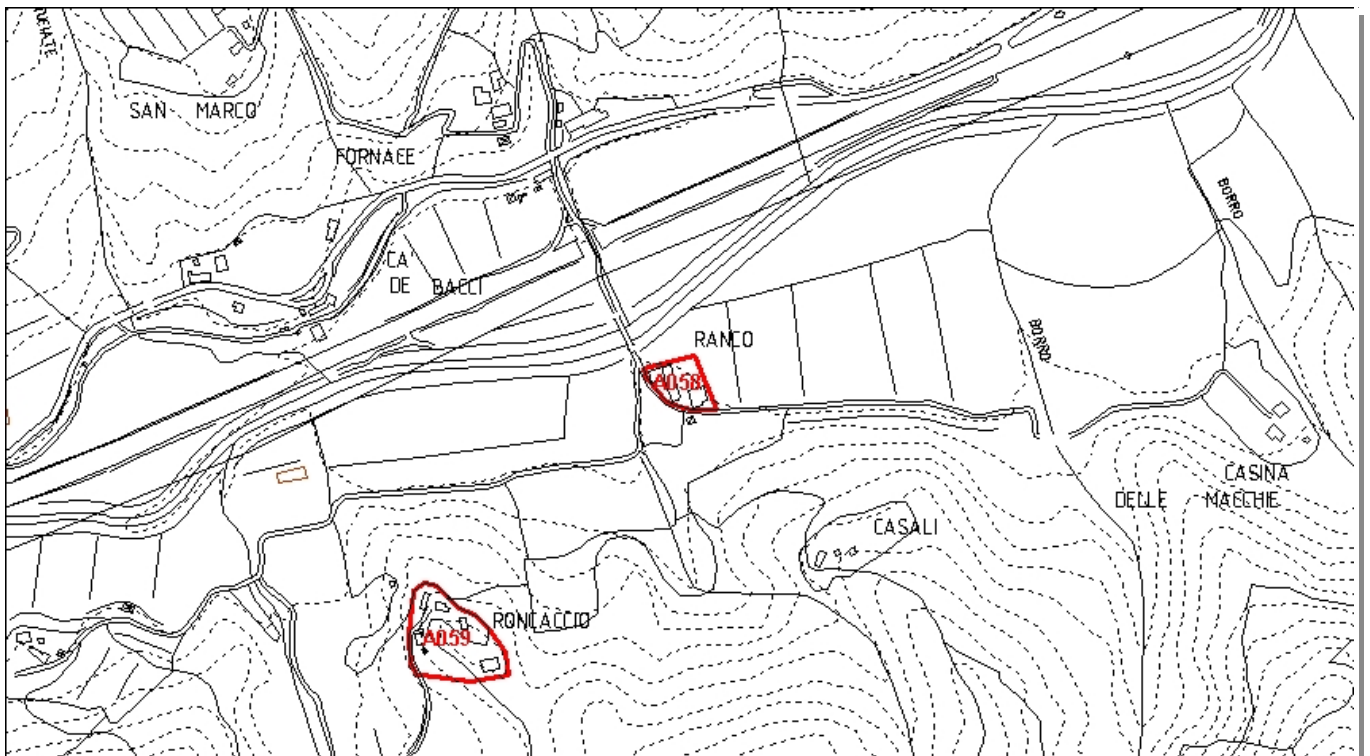 SAN MARCO
FORNACE
BORRO
CA'
DE BACCI
BORRO
RANCO
A058
CASINA
DELLE MACCHIE
CASALI
RONCACCIO
A059